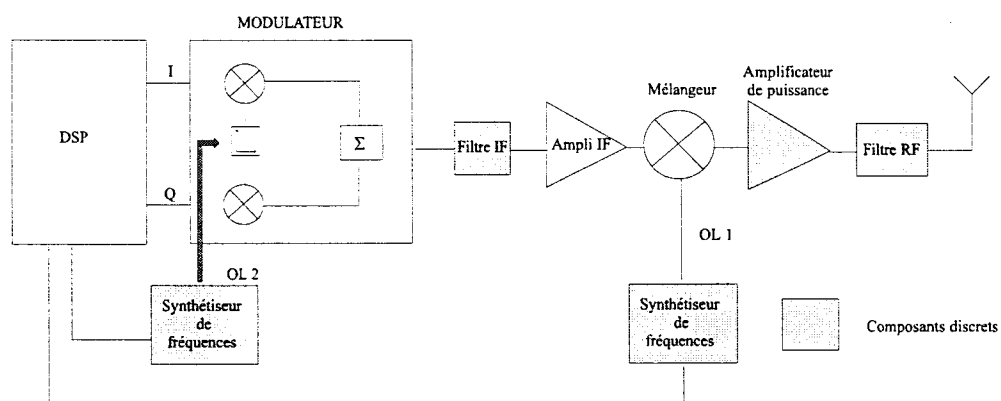 MODULATEUR
I
DSP
Q
Σ
OL 2
Synthétiseur
de
fréquences
Filtre IF
Ampli IF
Mélangeur
Amplificateur
de puissance
Filtre RF
OL 1
Synthétiseur
de
fréquences
Composants discrets